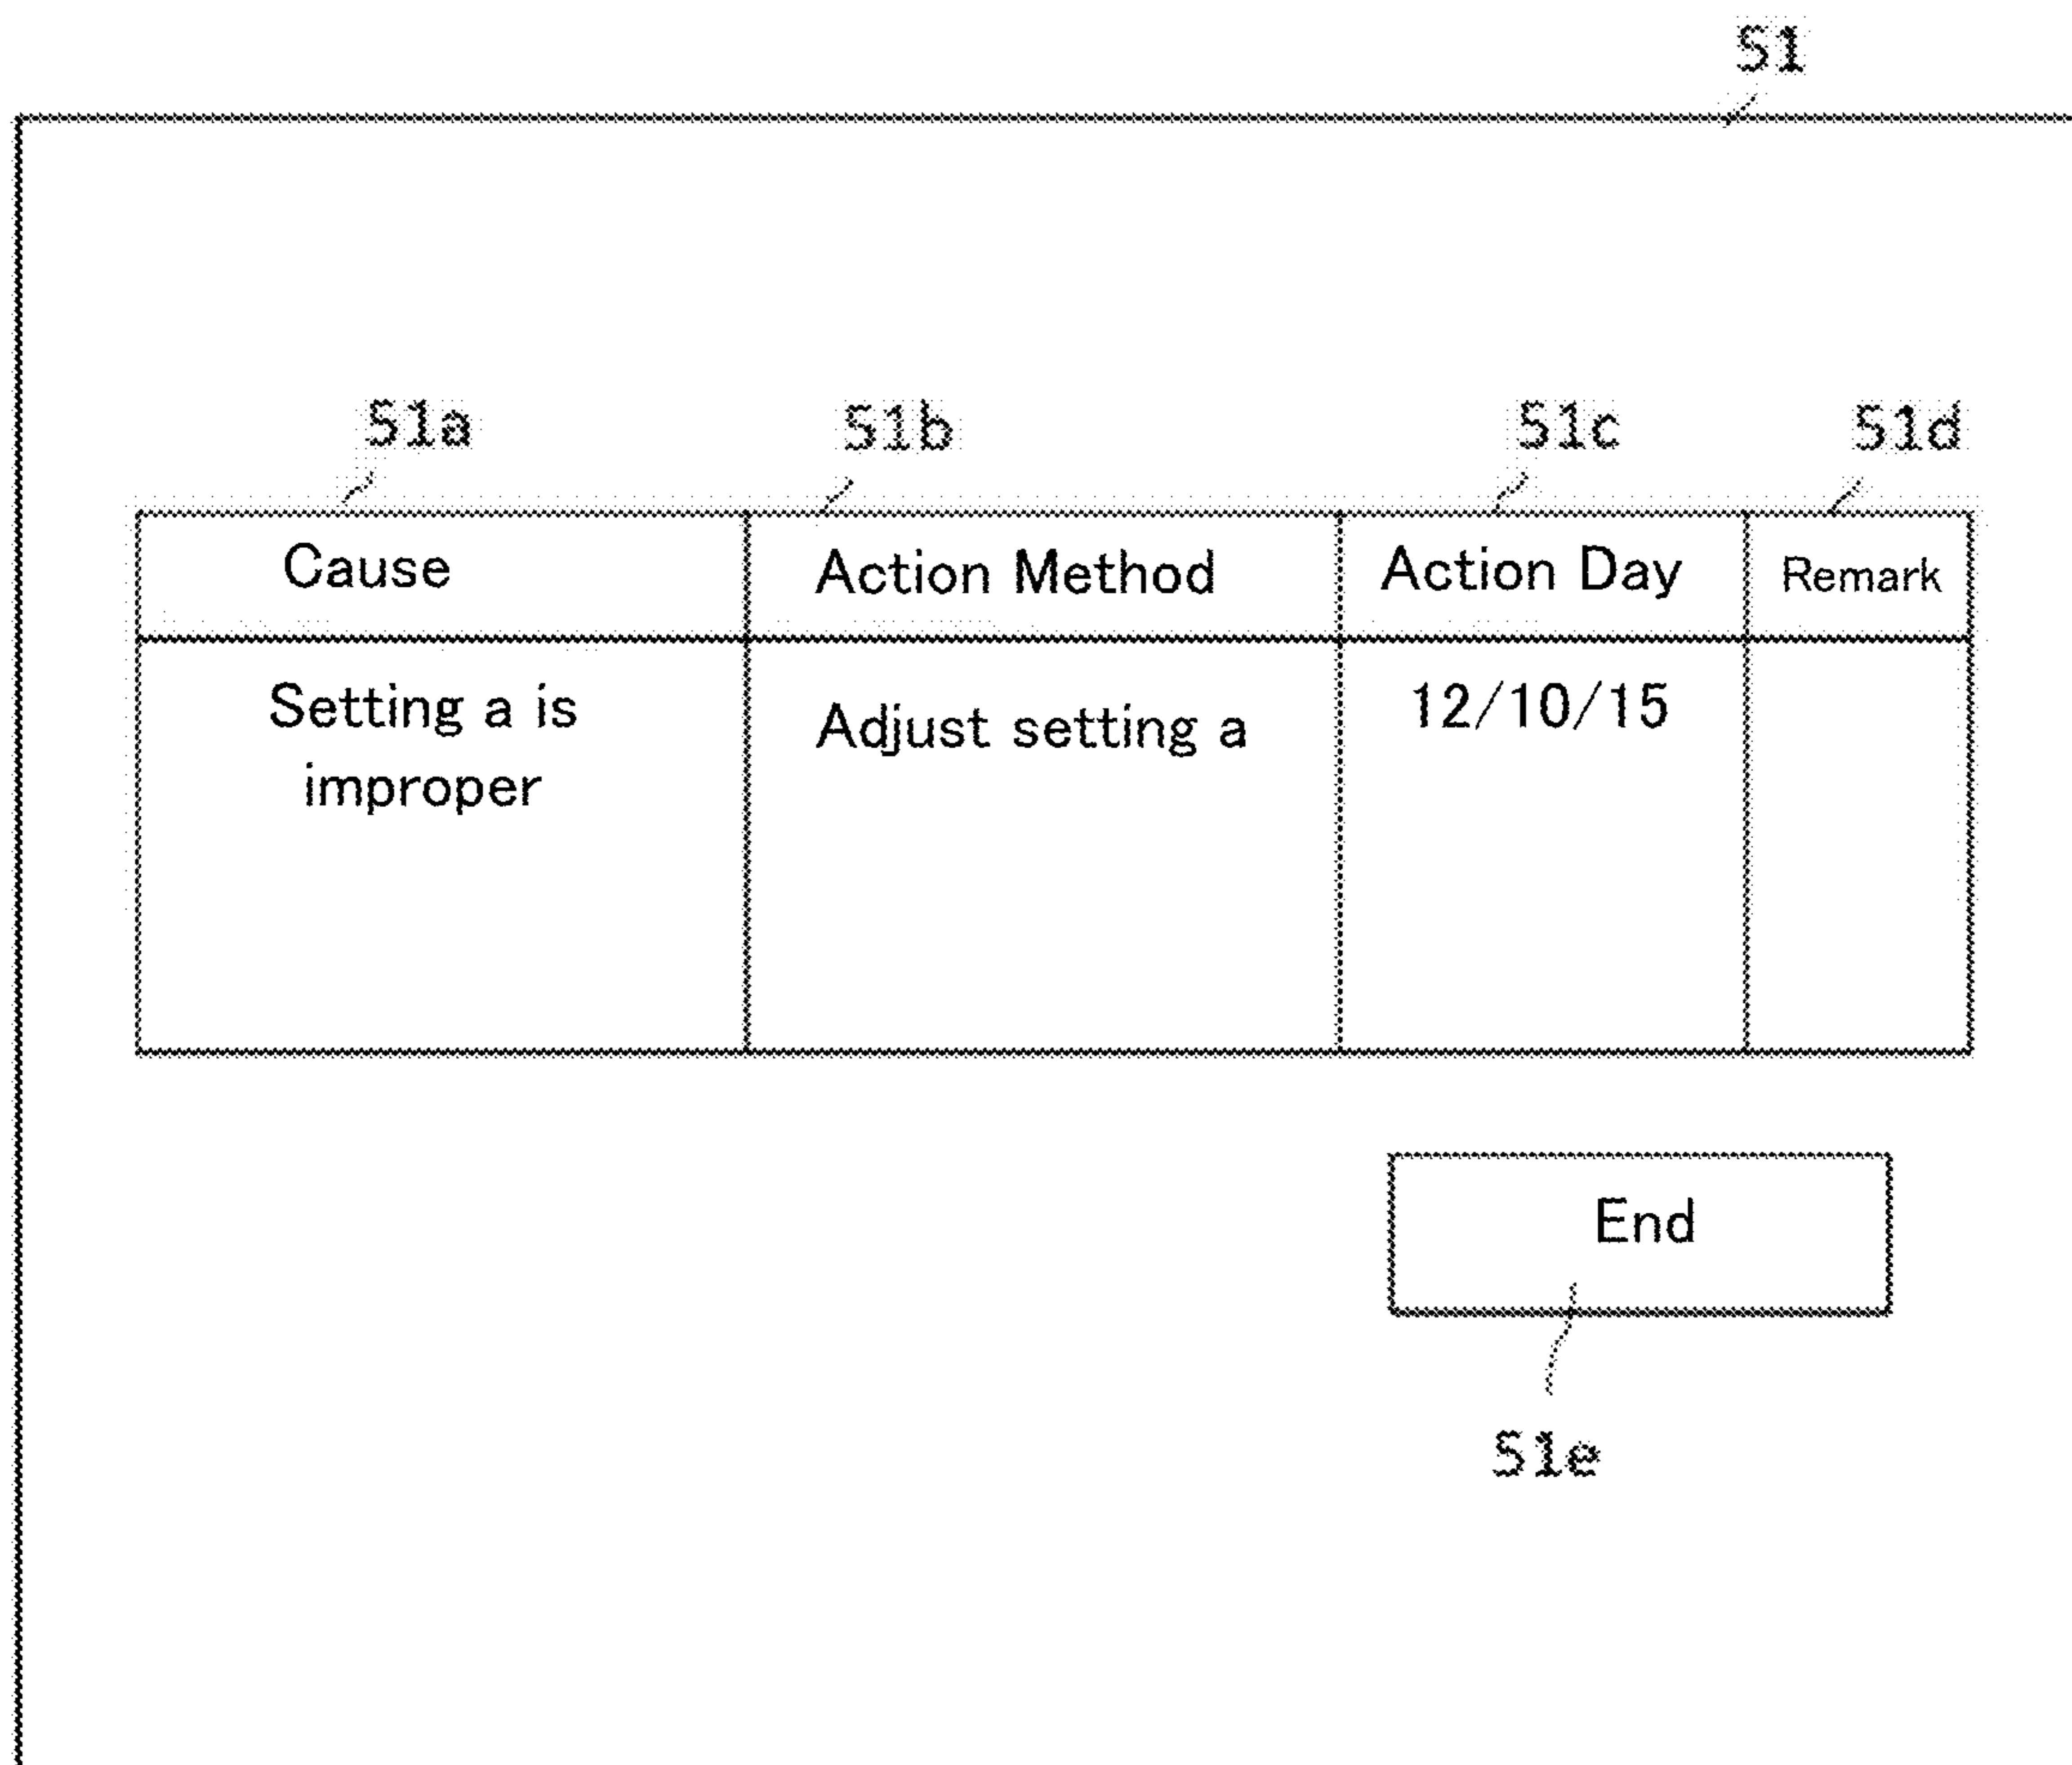 51
51a 51b 51c 51d
Cause Action Method Action Day Remark
Setting a is Adjust setting a 12/10/15
improper
End
51e